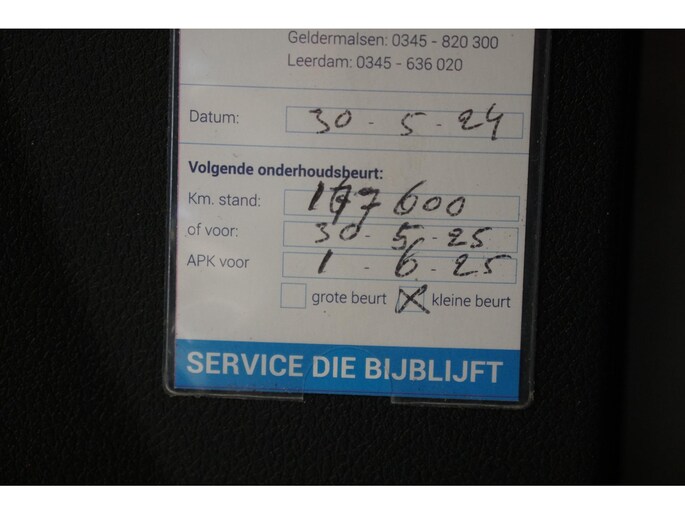 Geldermalsen: 0345 - 820 300
Leerdam: 0345 - 636 020
Datum: 30 - 5 - 24
Volgende onderhoudsbeurt:
Km. stand: 600
of voor: 30 - 5 - 25
APK voor 1 - 6 - 25
grote beurt X kleine beurt
SERVICE DIE BIJBLIJFT